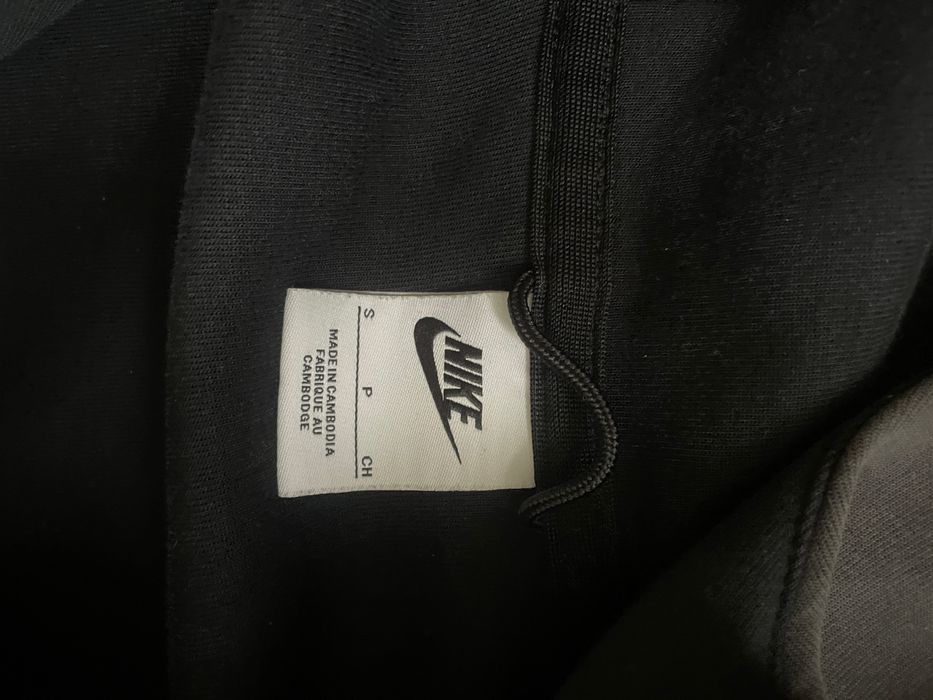 NIKE
S P CH
MADE IN CAMBODIA
FABRIQUE AU
CAMBODGE